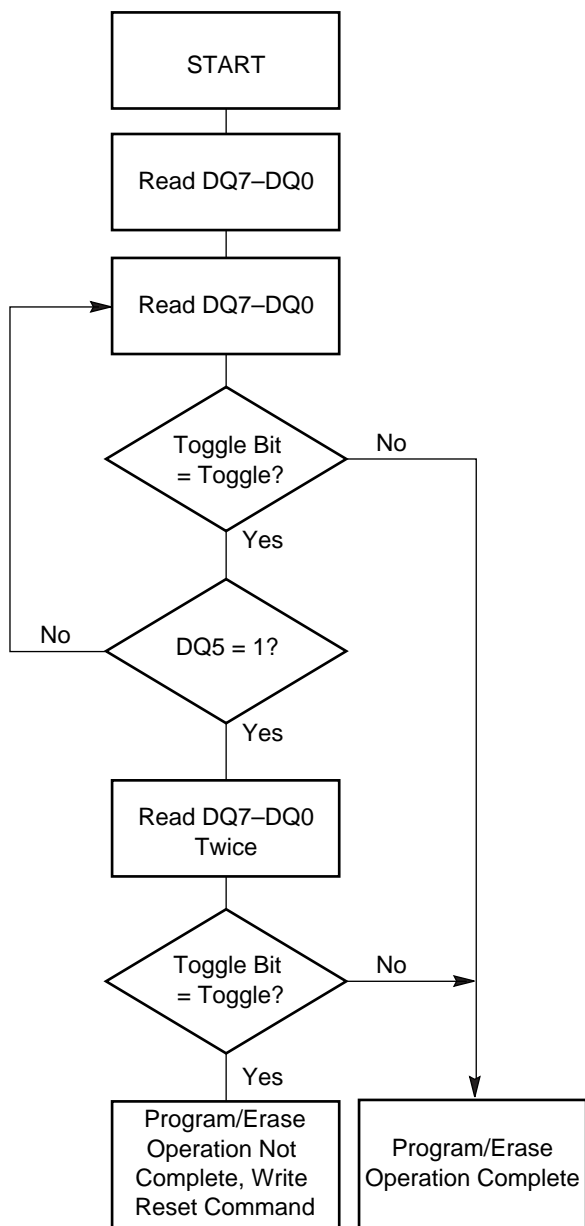 START
Read DQ7–DQ0
Read DQ7–DQ0
Toggle Bit
= Toggle?
No
Yes
No
DQ5 = 1?
Yes
Read DQ7–DQ0
Twice
Toggle Bit
= Toggle?
No
Yes
Program/Erase
Operation Not
Complete, Write
Reset Command
Program/Erase
Operation Complete